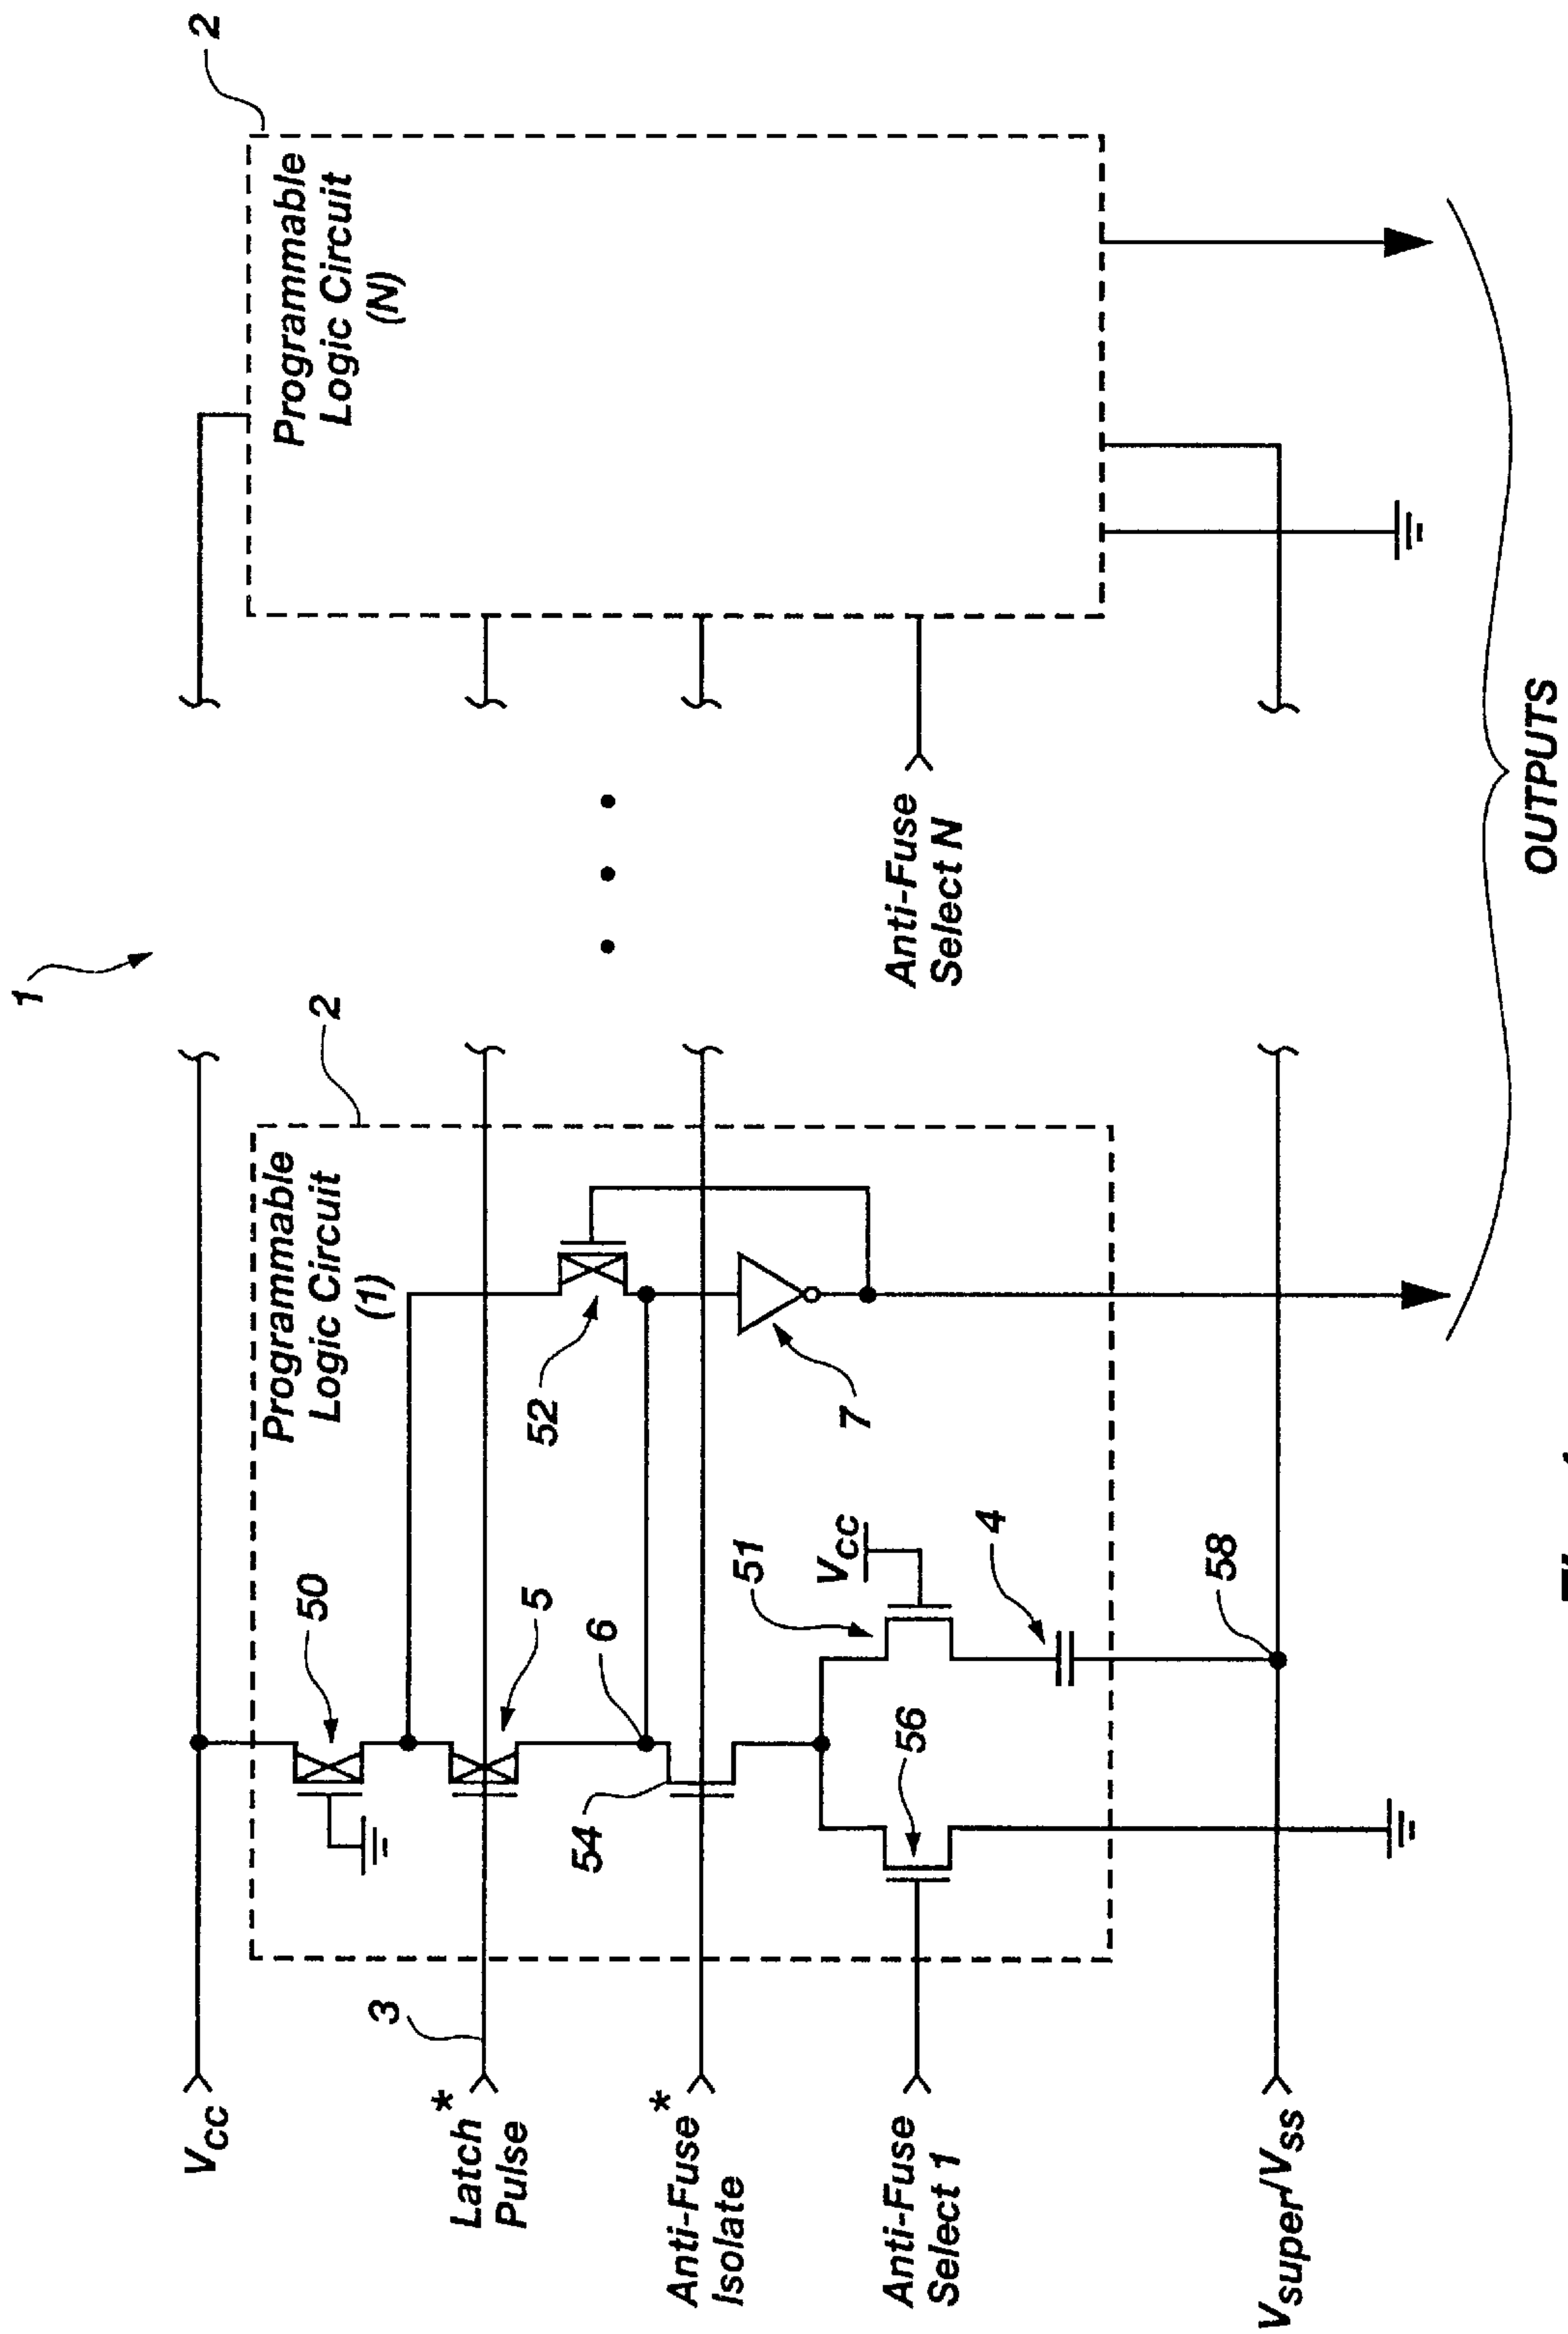 1
2
2
Vcc
Programmable
Logic Circuit
(1)
Programmable
Logic Circuit
(N)
50
3
Latch*
Pulse
5
52
6
54
Anti-Fuse*
Isolate
51
Vcc
7
56
4
Anti-Fuse
Select 1
Anti-Fuse
Select N
58
Vsuper/Vss
OUTPUTS